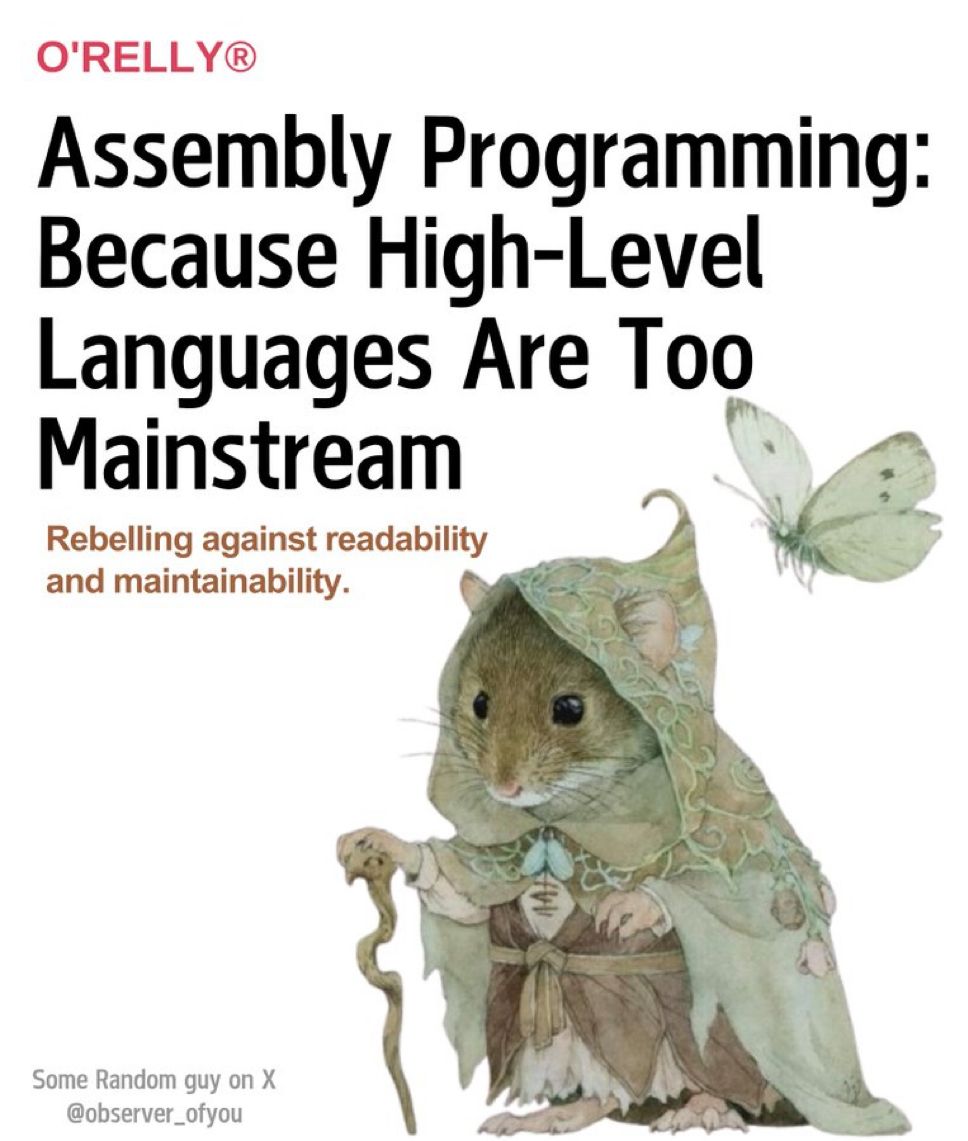 O'RELLY®
Assembly Programming:
Because High-Level
Languages Are Too
Mainstream
Rebelling against readability
and maintainability.
Some Random guy on X
@observer_ofyou